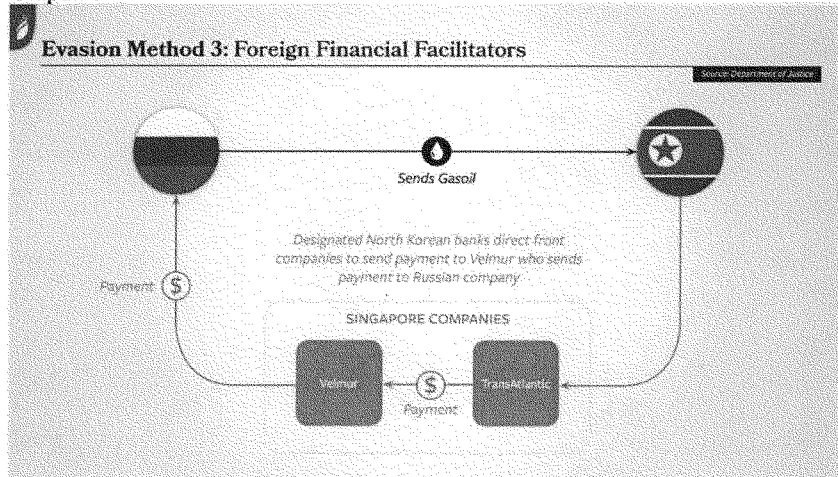 Evasion Method 3: Foreign Financial Facilitators
Source: Department of Justice
Sends Gasoil
Designated North Korean banks direct front
companies to send payment to Velmur who sends
payment to Russian company
Payment $
SINGAPORE COMPANIES
Velmur
$
TransAtlantic
Payment